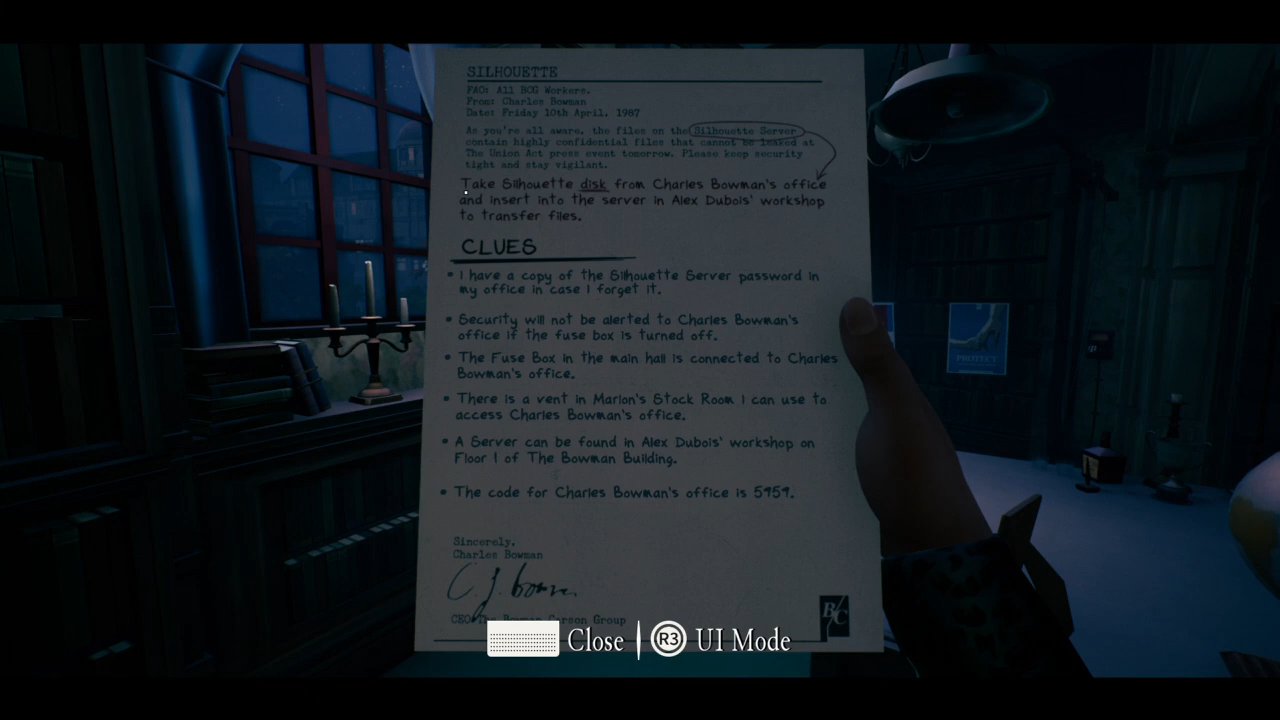 SILHOUETTE
FAO: All BCG Workers.
From: Charles Bowman
Date: Friday 10th April, 1987
As you're all aware, the files on the Silhouette Server
contain highly confidential files that cannot be leaked at
The Union Act press event tomorrow. Please keep security
tight and stay vigilant.
Take Silhouette disk from Charles Bowman's office
and insert into the server in Alex Dubois' workshop
to transfer files.
CLUES
• I have a copy of the Silhouette Server password in
my office in case I forget it.
• Security will not be alerted to Charles Bowman's
office if the fuse box is turned off.
• The Fuse Box in the main hall is connected to Charles
Bowman's office.
• There is a vent in Marlon's Stock Room I can use to
access Charles Bowman's office.
• A Server can be found in Alex Dubois' workshop on
Floor 1 of The Bowman Building.
• The code for Charles Bowman's office is 5959.
Sincerely,
Charles Bowman
C.J. Bowman
CEO The Bowman Carson Group
B/C
PROTECT
Close
R3 UI Mode